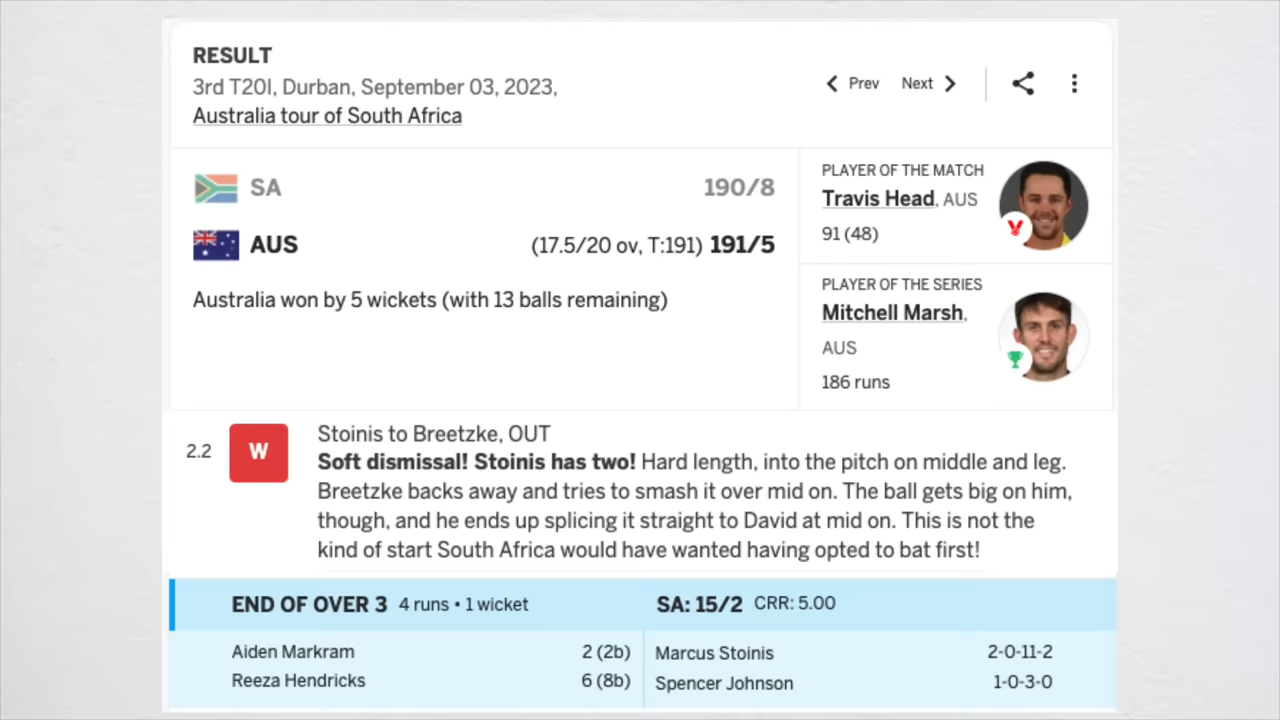 RESULT
3rd T20I, Durban, September 03, 2023,
Australia tour of South Africa
Prev Next
SA 190/8
AUS (17.5/20 ov, T:191) 191/5
Australia won by 5 wickets (with 13 balls remaining)
PLAYER OF THE MATCH
Travis Head, AUS
91 (48)
PLAYER OF THE SERIES
Mitchell Marsh,
AUS
186 runs
2.2 W Stoinis to Breetzke, OUT
Soft dismissal! Stoinis has two! Hard length, into the pitch on middle and leg.
Breetzke backs away and tries to smash it over mid on. The ball gets big on him,
though, and he ends up splicing it straight to David at mid on. This is not the
kind of start South Africa would have wanted having opted to bat first!
END OF OVER 3 4 runs • 1 wicket SA: 15/2 CRR: 5.00
Aiden Markram 2 (2b) Marcus Stoinis 2-0-11-2
Reeza Hendricks 6 (8b) Spencer Johnson 1-0-3-0